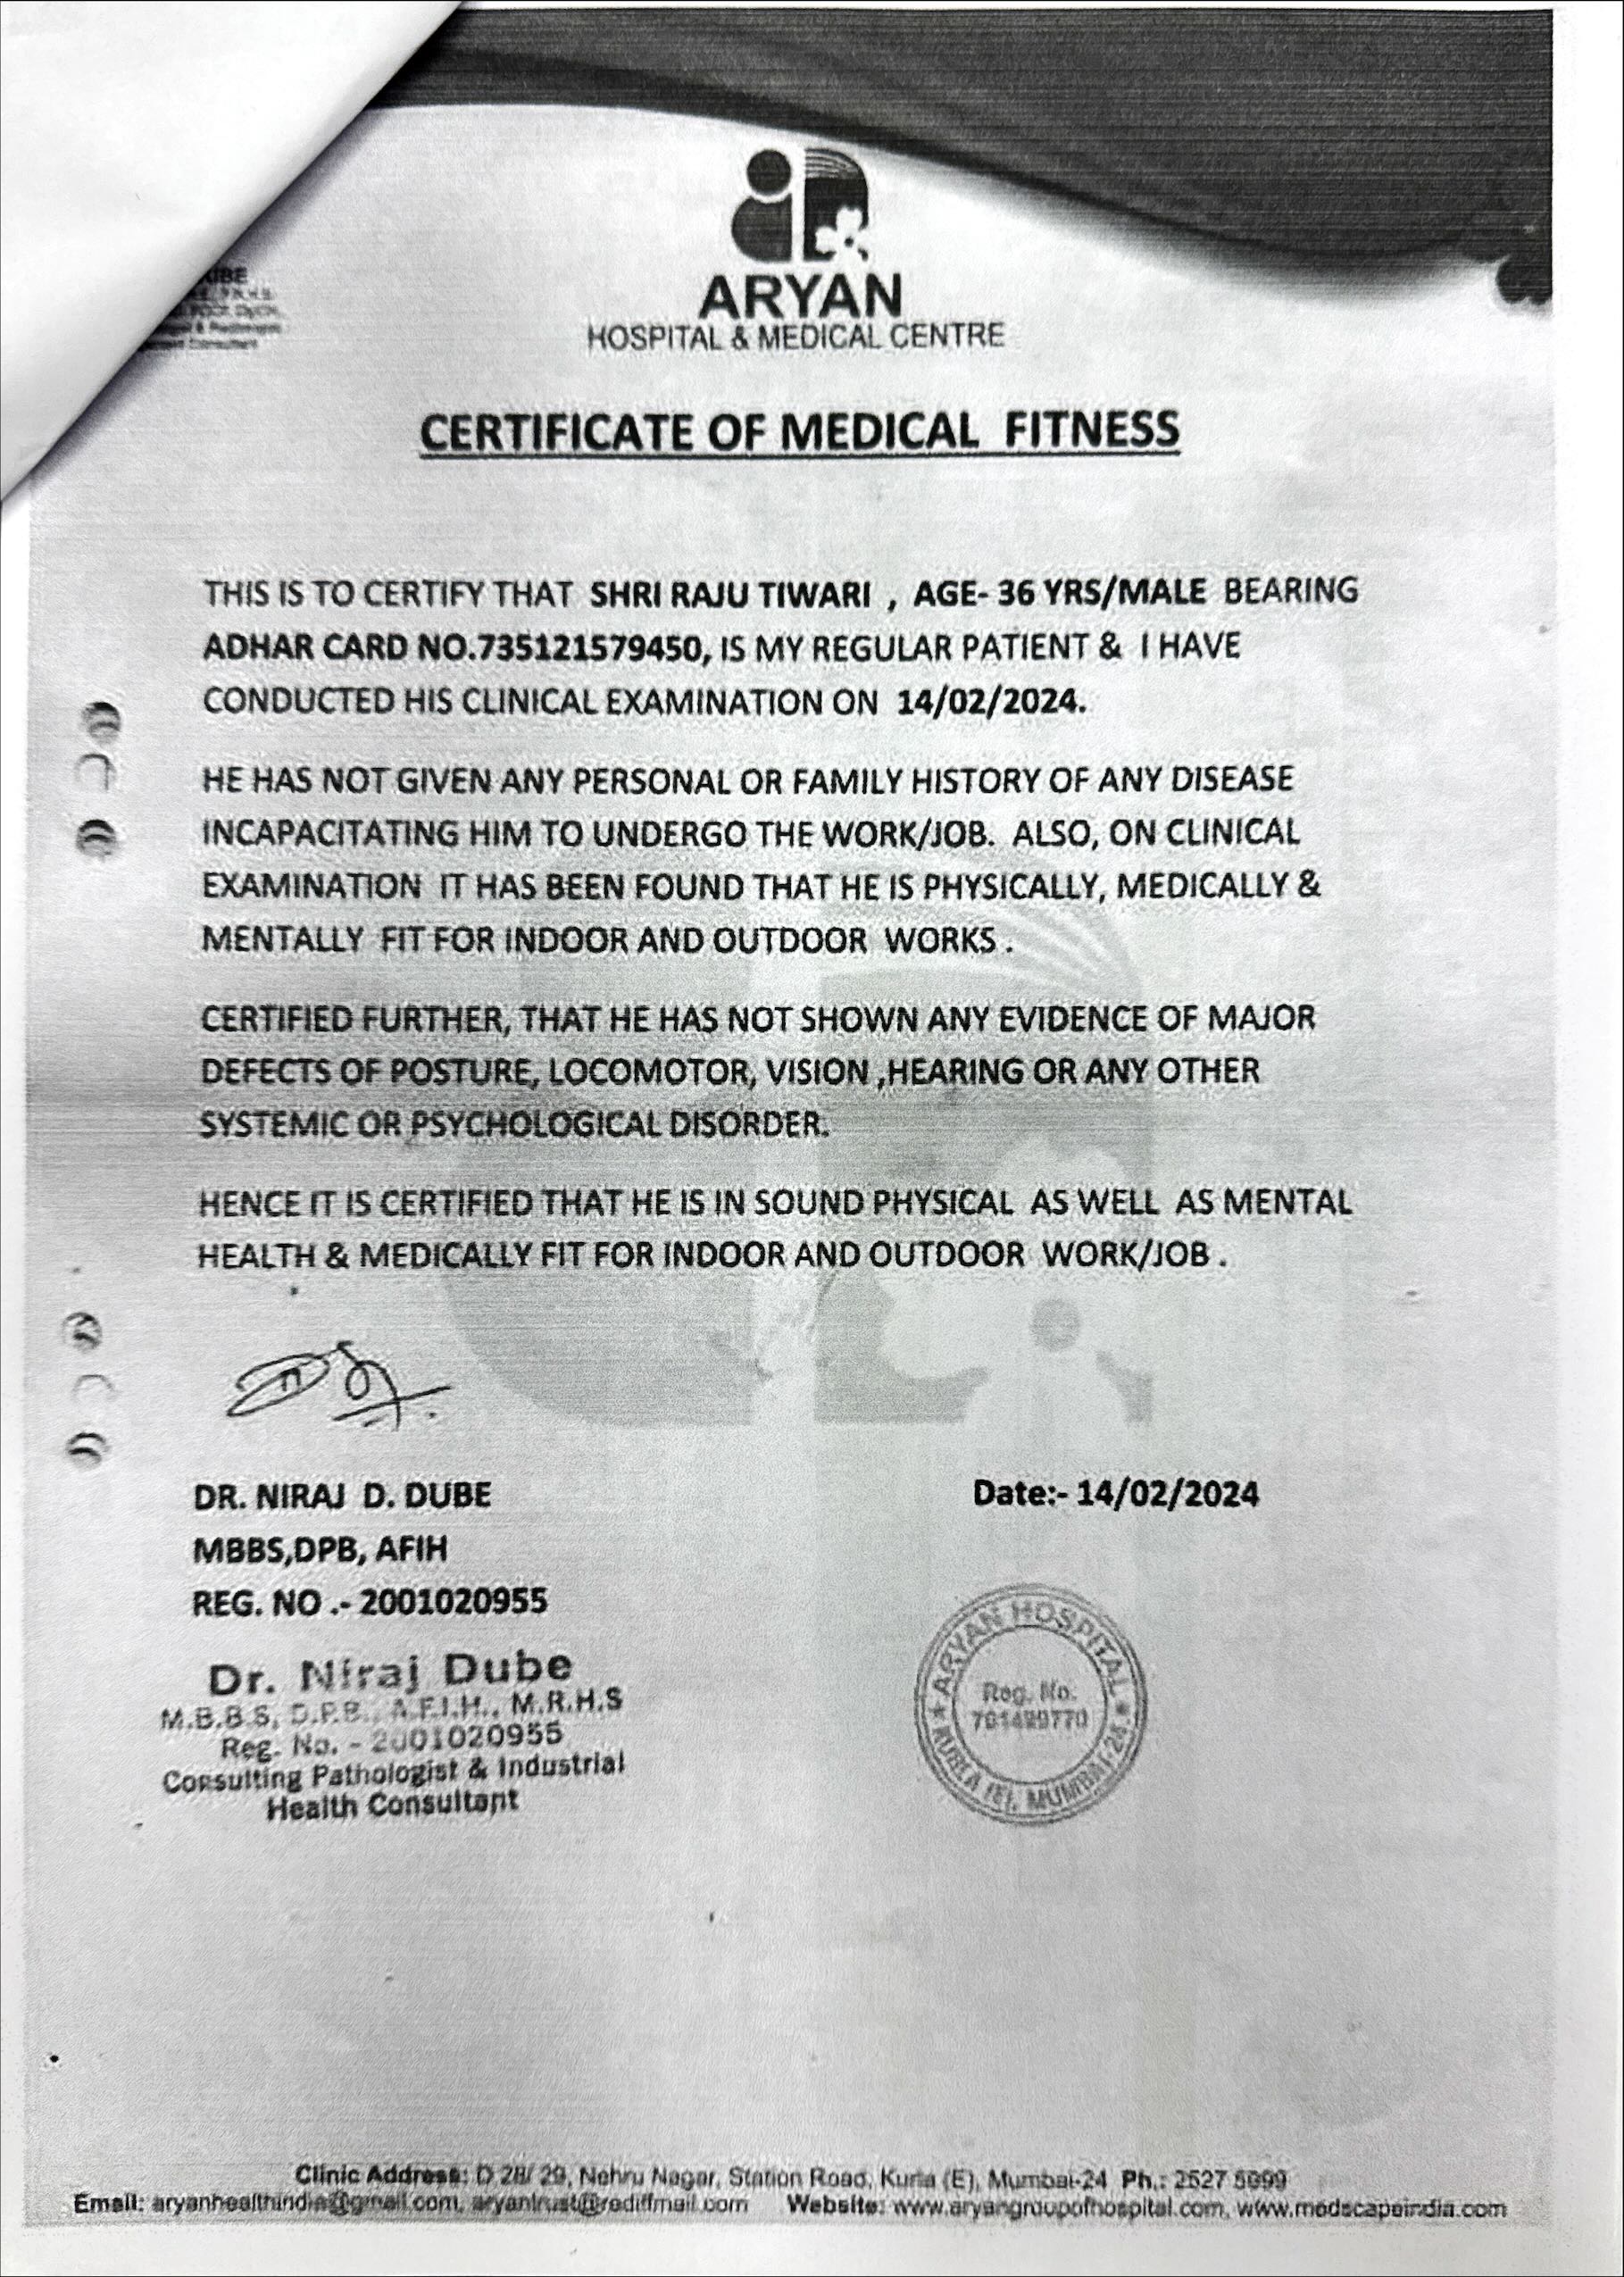 ARYAN
HOSPITAL & MEDICAL CENTRE
CERTIFICATE OF MEDICAL FITNESS
THIS IS TO CERTIFY THAT SHRI RAJU TIWARI , AGE- 36 YRS/MALE BEARING
ADHAR CARD NO.735121579450, IS MY REGULAR PATIENT & I HAVE
CONDUCTED HIS CLINICAL EXAMINATION ON 14/02/2024.
HE HAS NOT GIVEN ANY PERSONAL OR FAMILY HISTORY OF ANY DISEASE
INCAPACITATING HIM TO UNDERGO THE WORK/JOB. ALSO, ON CLINICAL
EXAMINATION IT HAS BEEN FOUND THAT HE IS PHYSICALLY, MEDICALLY &
MENTALLY FIT FOR INDOOR AND OUTDOOR WORKS .
CERTIFIED FURTHER, THAT HE HAS NOT SHOWN ANY EVIDENCE OF MAJOR
DEFECTS OF POSTURE, LOCOMOTOR, VISION ,HEARING OR ANY OTHER
SYSTEMIC OR PSYCHOLOGICAL DISORDER.
HENCE IT IS CERTIFIED THAT HE IS IN SOUND PHYSICAL AS WELL AS MENTAL
HEALTH & MEDICALLY FIT FOR INDOOR AND OUTDOOR WORK/JOB .
DR. NIRAJ D. DUBE
Date:- 14/02/2024
MBBS,DPB, AFIH
REG. NO .- 2001020955
Dr. Niraj Dube
M.B.B.S, D.P.B., A.F.I.H., M.R.H.S
Reg. No. - 2001020955
Consulting Pathologist & Industrial
Health Consultant
★ ARYAN HOSPITAL ★
Reg. No.
KURLA (E), MUMBAI-24
Clinic Address: D 28/ 29, Nehru Nagar, Station Road, Kurla (E), Mumbai-24 Ph.: 2527 5999
Email: aryanhealthindia@gmail.com, aryantrust@rediffmail.com Website: www.aryangroupofhospital.com, www.medscapeindia.com